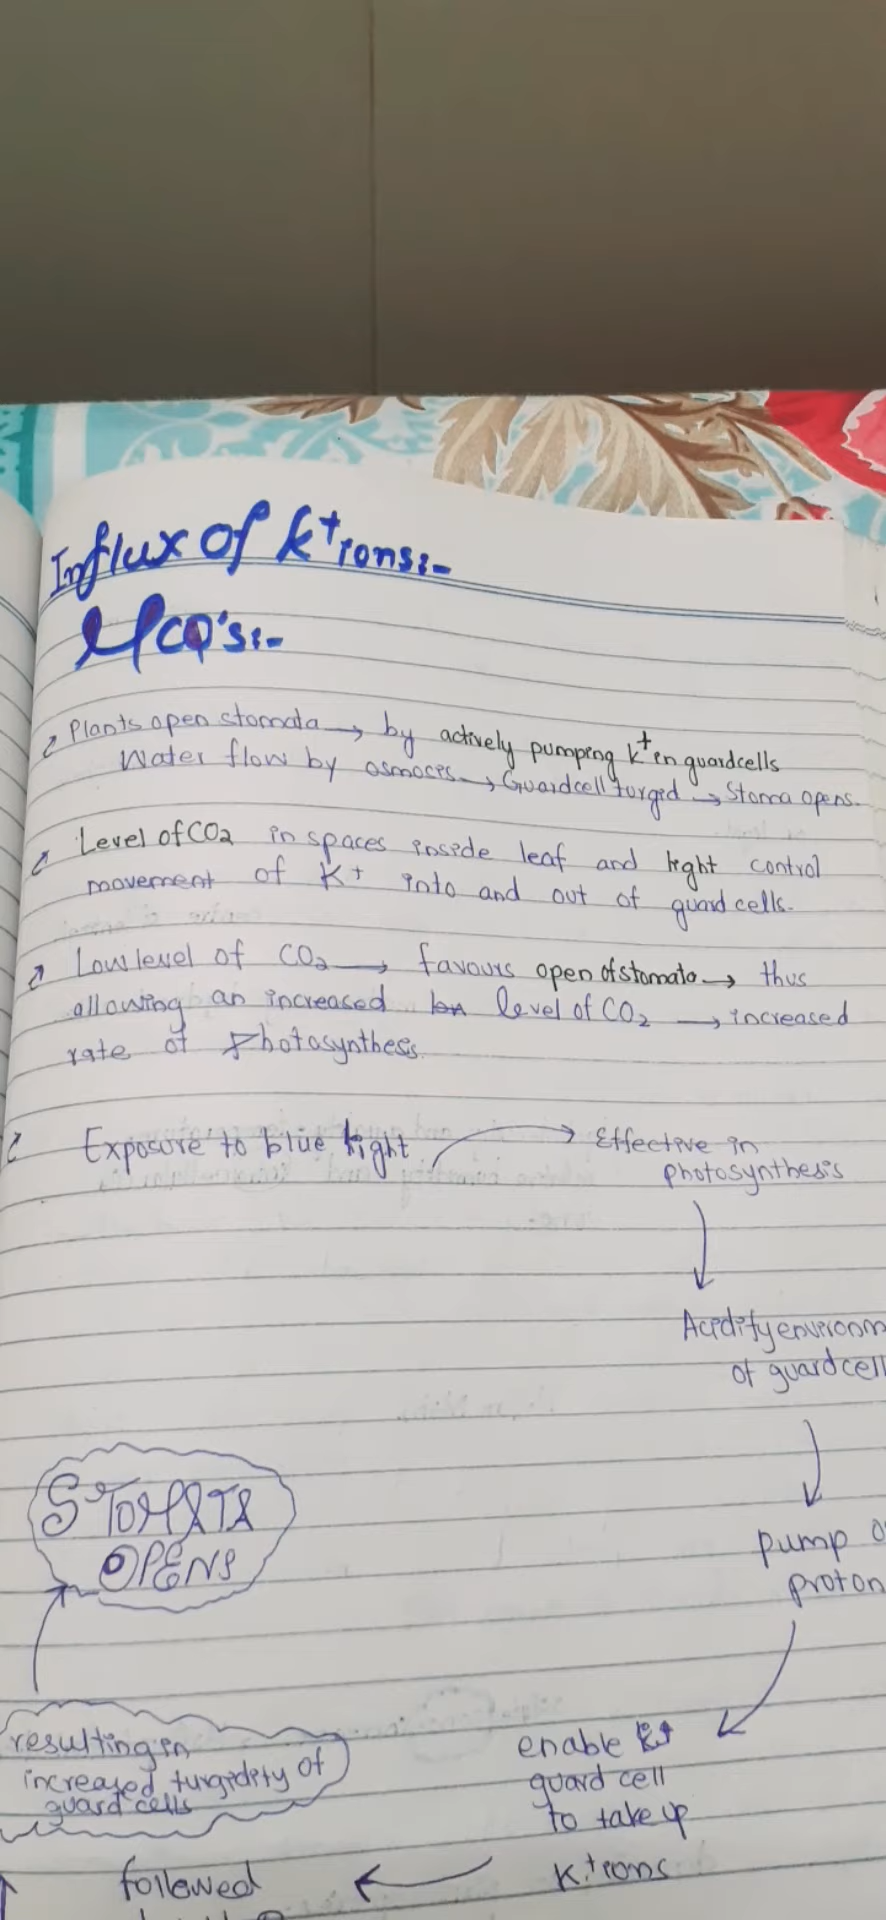 Influx of K⁺ ions:-
MCQ's:-
Plants open stomata → by actively pumping K⁺ in guardcells
Water flow by osmosis → Guardcell turged → Stoma opens.
Level of CO2 in spaces inside leaf and light control
movement of K+ into and out of guard cells.
Low level of CO2 → favours open of stomata → thus
allowing an increased level of CO2 → increased
rate of Photosynthesis
Exposure to blue light → Effective in
photosynthesis
Acidify environm
of guard cell
pump o
proton
enable
guard cell
to take up
K⁺ ions
followed
resulting in
increased turgidity of
guard cells
STOMATA
OPENS